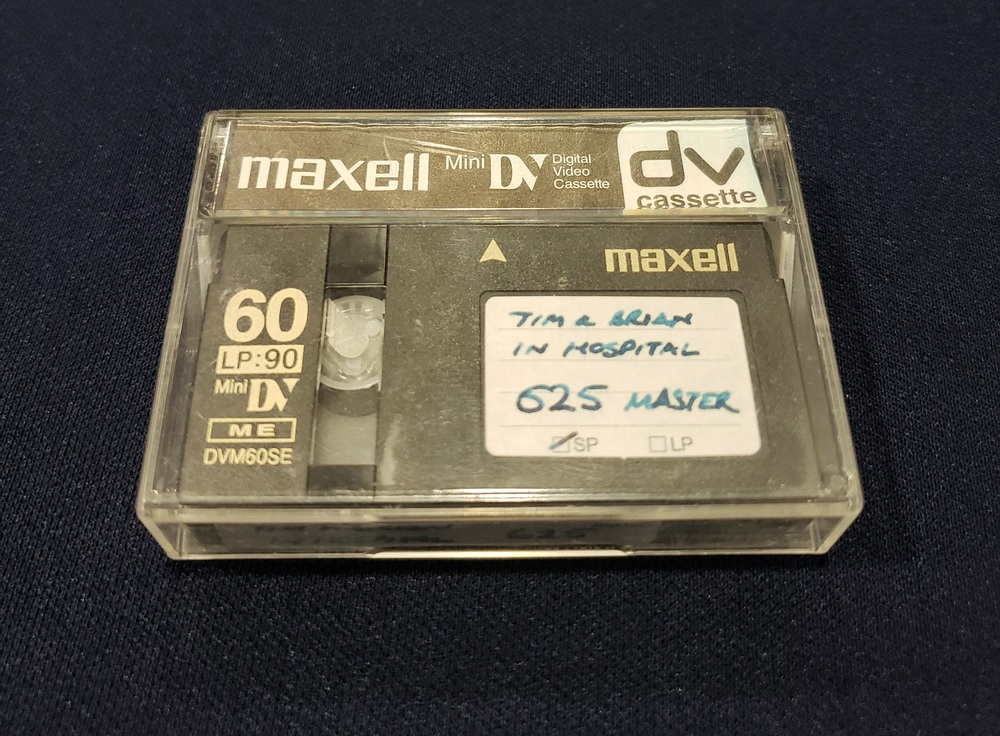 maxell Mini DV Digital
Video
Cassette
dv
cassette
maxell
60
LP:90
Mini DV
ME
DVM60SE
TIM & BRIAN
IN HOSPITAL
625 MASTER
SP LP
625